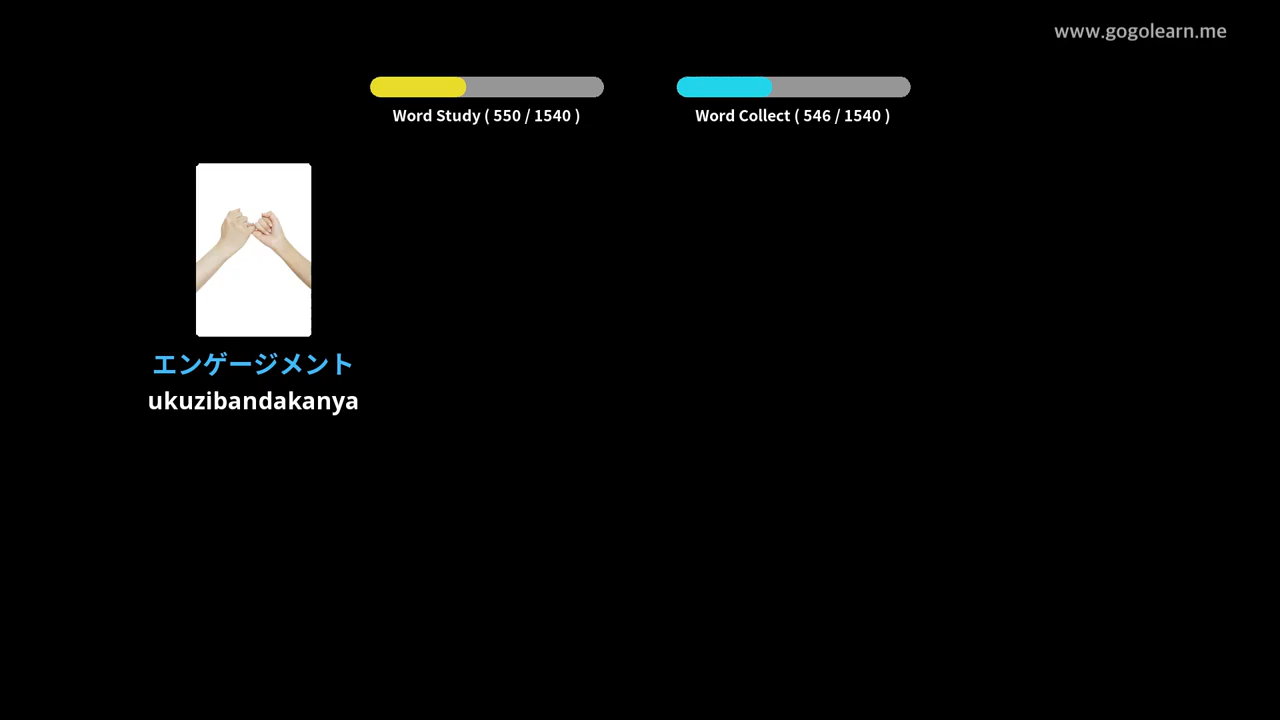 www.gogolearn.me
Word Study ( 550 / 1540 )
Word Collect ( 546 / 1540 )
エンゲージメント
ukuzibandakanya